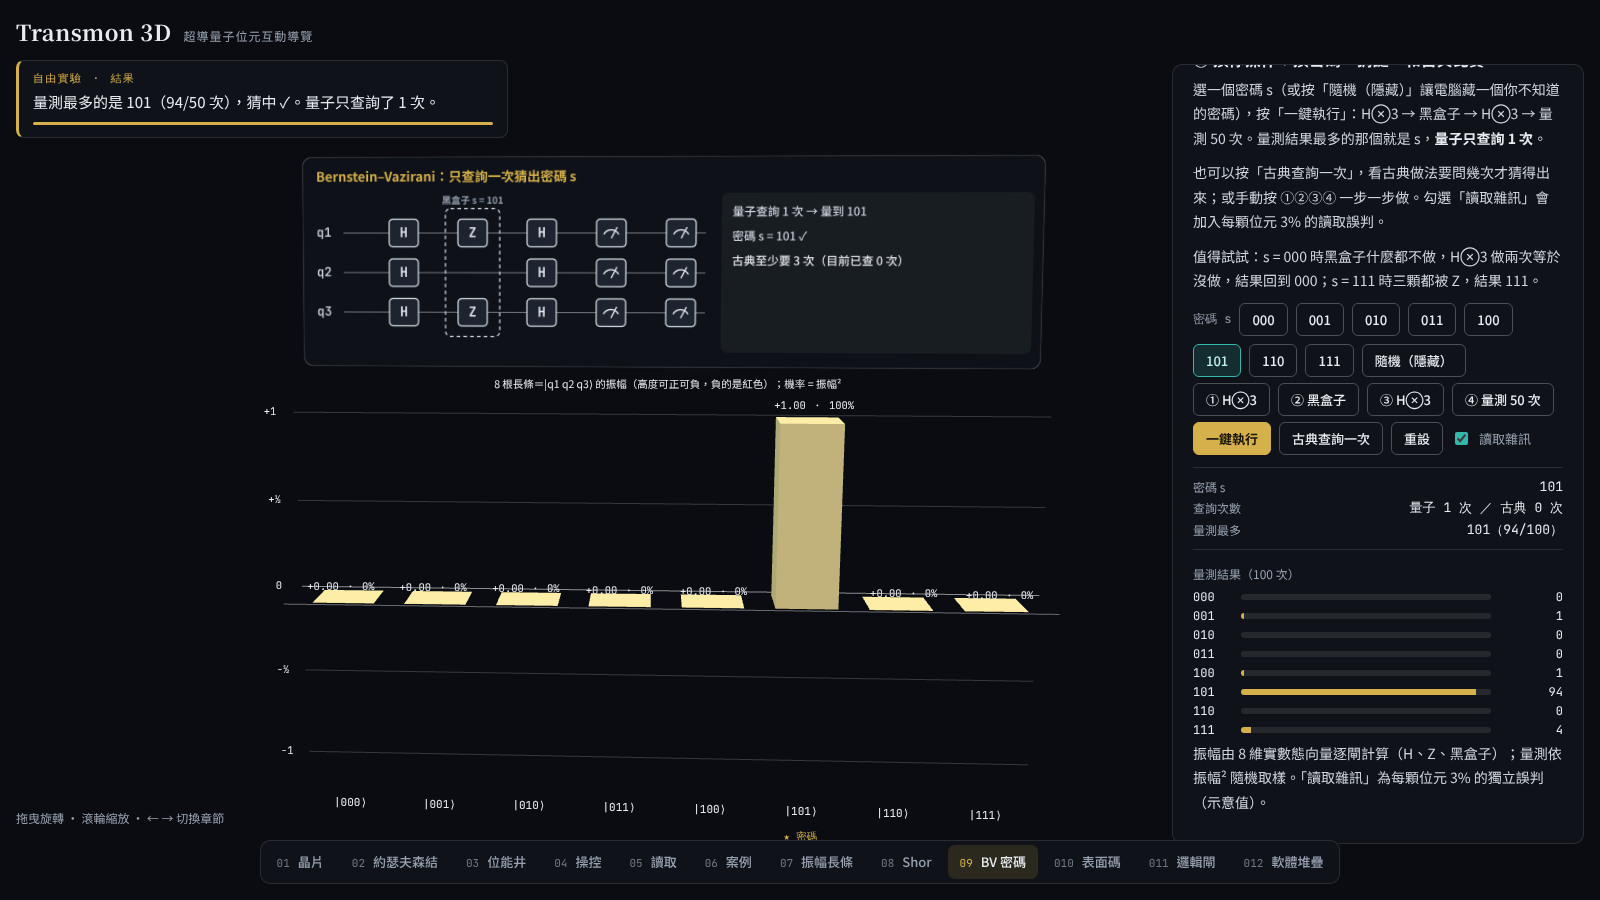 Transmon 3D 超導量子位元互動導覽
自由實驗 · 結果
量測最多的是 101（94/50 次），猜中 ✓。量子只查詢了 1 次。
Bernstein–Vazirani：只查詢一次猜出密碼 s
黑盒子 s = 101
q1 H Z H
q2 H H
q3 H Z H
量子查詢 1 次 → 量到 101
密碼 s = 101 ✓
古典至少要 3 次（目前已查 0 次）
8 根長條＝|q1 q2 q3⟩ 的振幅（高度可正可負，負的是紅色）；機率 = 振幅²
+1.00 · 100%
+1
+½
0
+0.00 · 0% +0.00 · 0% +0.00 · 0% +0.00 · 0% +0.00 · 0% +0.00 · 0% +0.00 · 0%
-½
-1
|000⟩ |001⟩ |010⟩ |011⟩ |100⟩ |101⟩ |110⟩ |111⟩
★ 密碼
拖曳旋轉 · 滾輪縮放 · ← → 切換章節
選一個密碼 s（或按「隨機（隱藏）」讓電腦藏一個你不知道
的密碼），按「一鍵執行」：H⊗3 → 黑盒子 → H⊗3 → 量
測 50 次。量測結果最多的那個就是 s，量子只查詢 1 次。
也可以按「古典查詢一次」，看古典做法要問幾次才猜得出
來；或手動按 ①②③④ 一步一步做。勾選「讀取雜訊」會
加入每顆位元 3% 的讀取誤判。
值得試試：s = 000 時黑盒子什麼都不做，H⊗3 做兩次等於
沒做，結果回到 000；s = 111 時三顆都被 Z，結果 111。
密碼 s 000 001 010 011 100
101 110 111 隨機（隱藏）
① H⊗3 ② 黑盒子 ③ H⊗3 ④ 量測 50 次
一鍵執行 古典查詢一次 重設 讀取雜訊
密碼 s 101
查詢次數 量子 1 次 ／ 古典 0 次
量測最多 101（94/100）
量測結果（100 次）
000 0
001 1
010 0
011 0
100 1
101 94
110 0
111 4
振幅由 8 維實數態向量逐閘計算（H、Z、黑盒子）；量測依
振幅² 隨機取樣。「讀取雜訊」為每顆位元 3% 的獨立誤判
（示意值）。
01 晶片 02 約瑟夫森結 03 位能井 04 操控 05 讀取 06 案例 07 振幅長條 08 Shor 09 BV 密碼 010 表面碼 011 邏輯閘 012 軟體堆疊